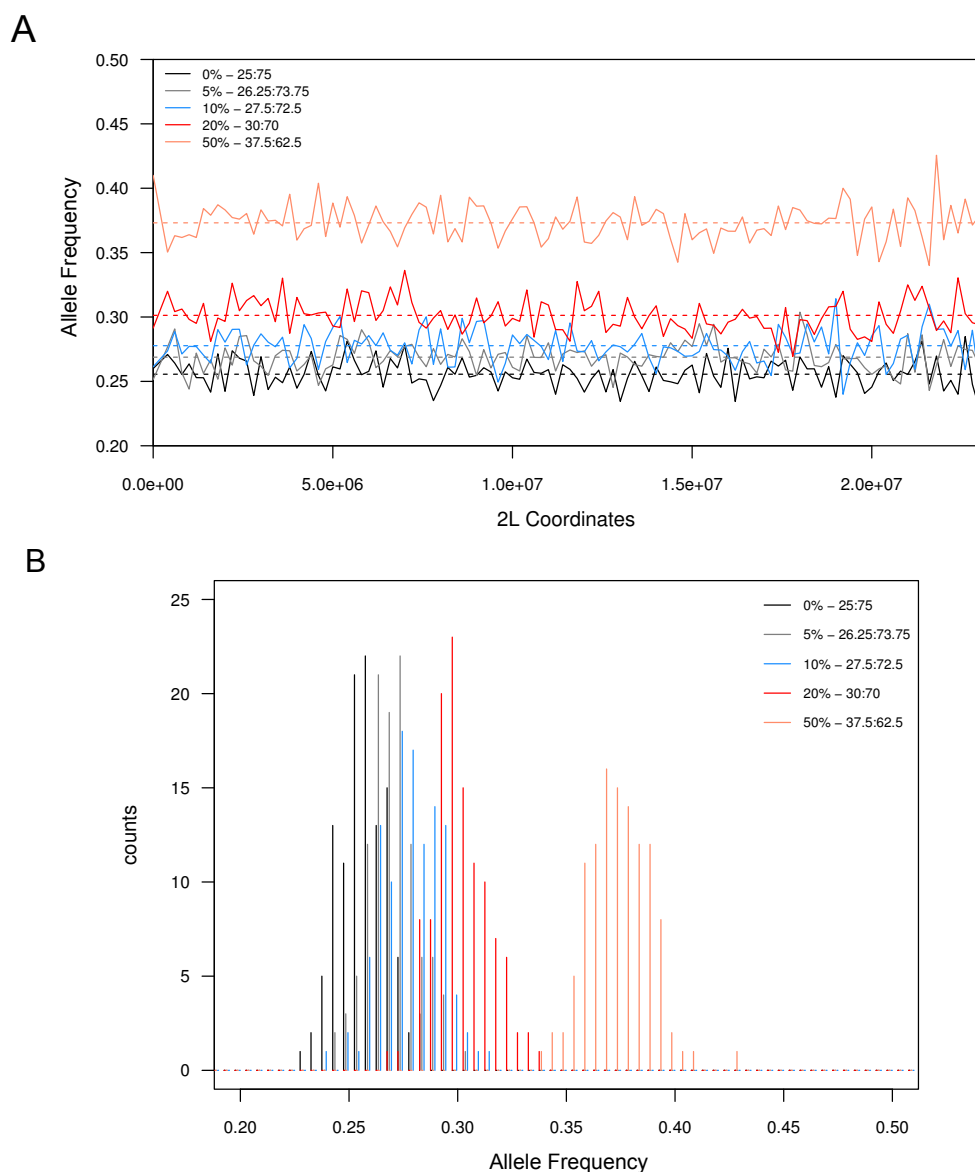 A
0.50
0.45
0.40
0.35
0.30
0.25
0.20
Allele Frequency
0% − 25:75
5% − 26.25:73.75
10% − 27.5:72.5
20% − 30:70
50% − 37.5:62.5
0.0e+00 5.0e+06 1.0e+07 1.5e+07 2.0e+07
2L Coordinates
B
25
20
15
10
5
0
counts
0% − 25:75
5% − 26.25:73.75
10% − 27.5:72.5
20% − 30:70
50% − 37.5:62.5
0.20 0.25 0.30 0.35 0.40 0.45 0.50
Allele Frequency